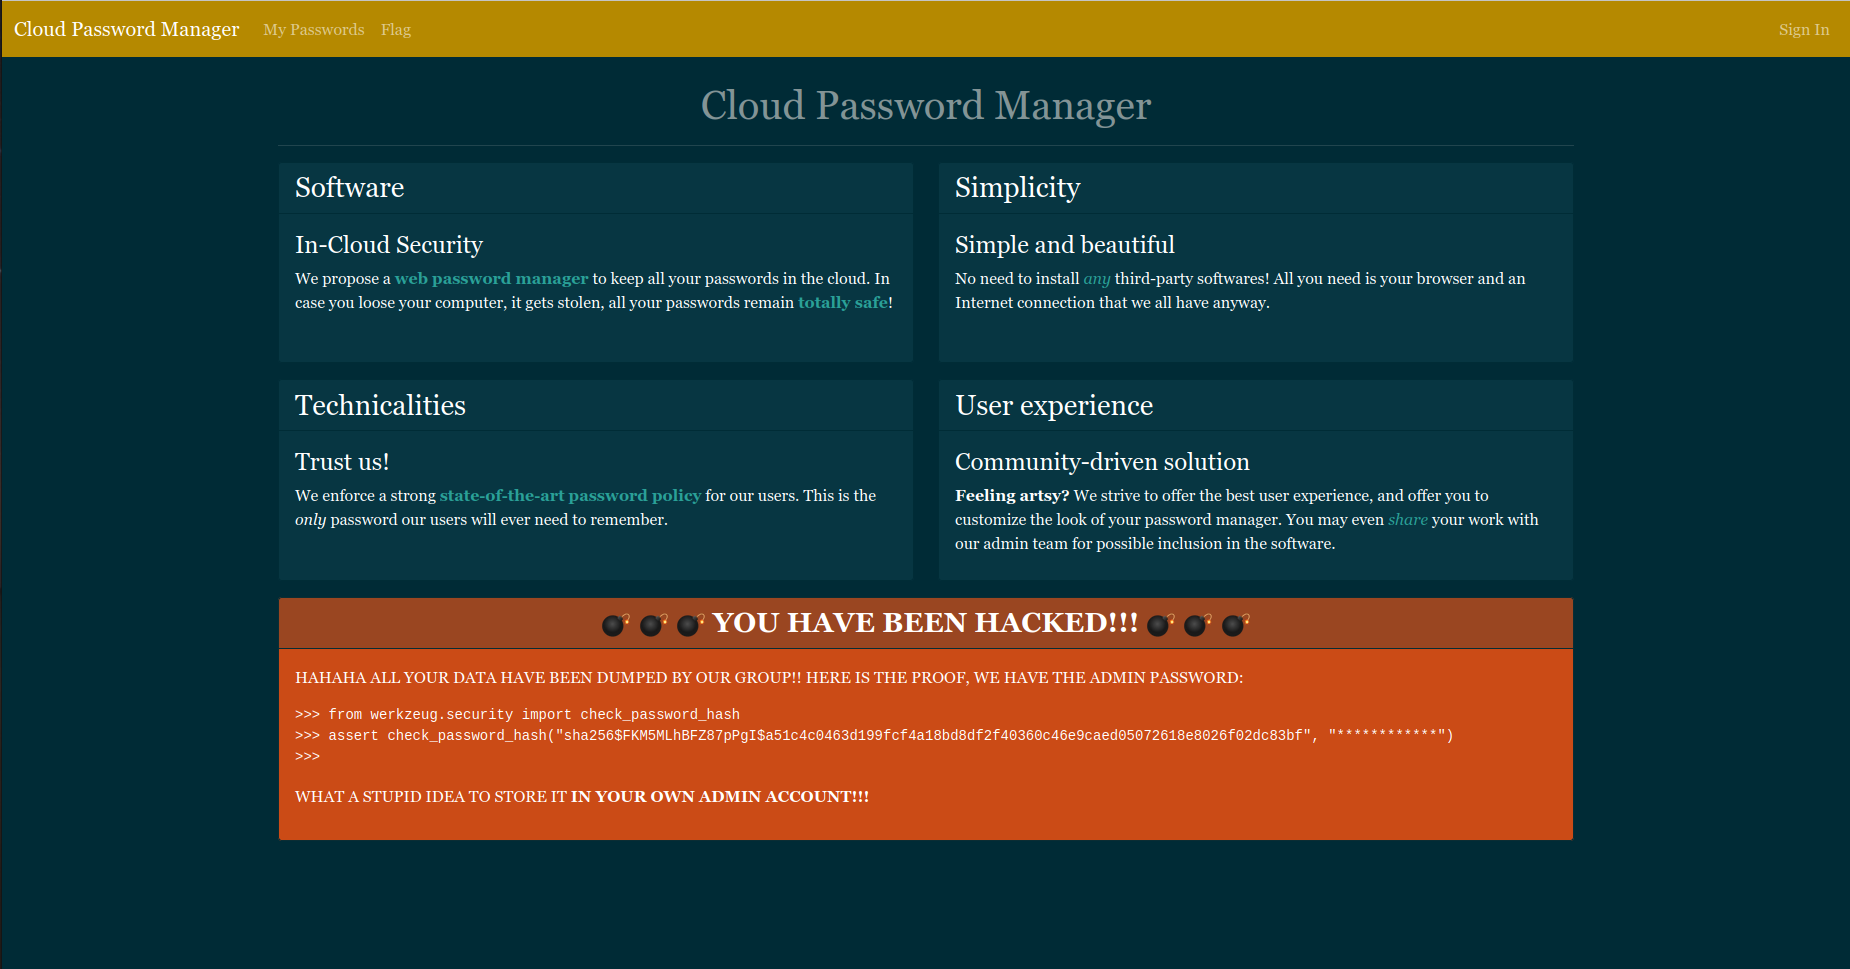 Cloud Password Manager My Passwords Flag Sign In
Cloud Password Manager
Software
In-Cloud Security
We propose a web password manager to keep all your passwords in the cloud. In
case you loose your computer, it gets stolen, all your passwords remain totally safe!
Simplicity
Simple and beautiful
No need to install any third-party softwares! All you need is your browser and an
Internet connection that we all have anyway.
Technicalities
Trust us!
We enforce a strong state-of-the-art password policy for our users. This is the
only password our users will ever need to remember.
User experience
Community-driven solution
Feeling artsy? We strive to offer the best user experience, and offer you to
customize the look of your password manager. You may even share your work with
our admin team for possible inclusion in the software.
💣 💣 💣 YOU HAVE BEEN HACKED!!! 💣 💣 💣
HAHAHA ALL YOUR DATA HAVE BEEN DUMPED BY OUR GROUP!! HERE IS THE PROOF, WE HAVE THE ADMIN PASSWORD:
>>> from werkzeug.security import check_password_hash
>>> assert check_password_hash("sha256$FKM5MLhBFZ87pPgI$a51c4c0463d199fcf4a18bd8df2f40360c46e9caed05072618e8026f02dc83bf", "************")
>>>
WHAT A STUPID IDEA TO STORE IT IN YOUR OWN ADMIN ACCOUNT!!!